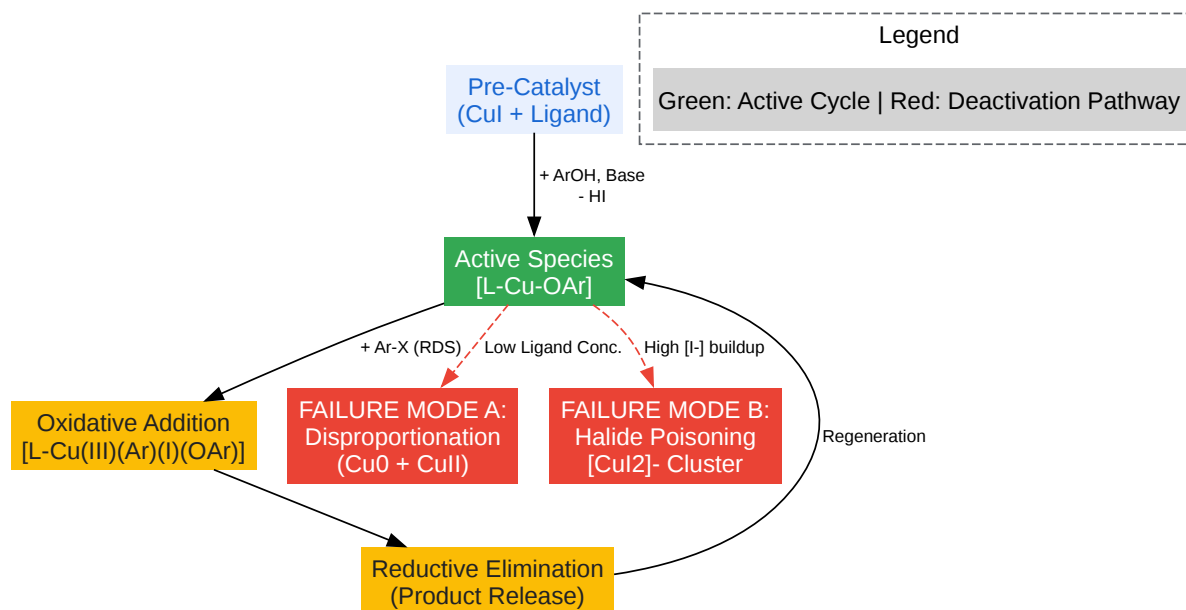 Legend
Green: Active Cycle | Red: Deactivation Pathway
Pre-Catalyst
(CuI + Ligand)
+ ArOH, Base
- HI
Active Species
[L-Cu-OAr]
+ Ar-X (RDS)
Low Ligand Conc.
High [I-] buildup
Oxidative Addition
[L-Cu(III)(Ar)(I)(OAr)]
FAILURE MODE A:
Disproportionation
(Cu0 + CuII)
FAILURE MODE B:
Halide Poisoning
[CuI2]- Cluster
Regeneration
Reductive Elimination
(Product Release)